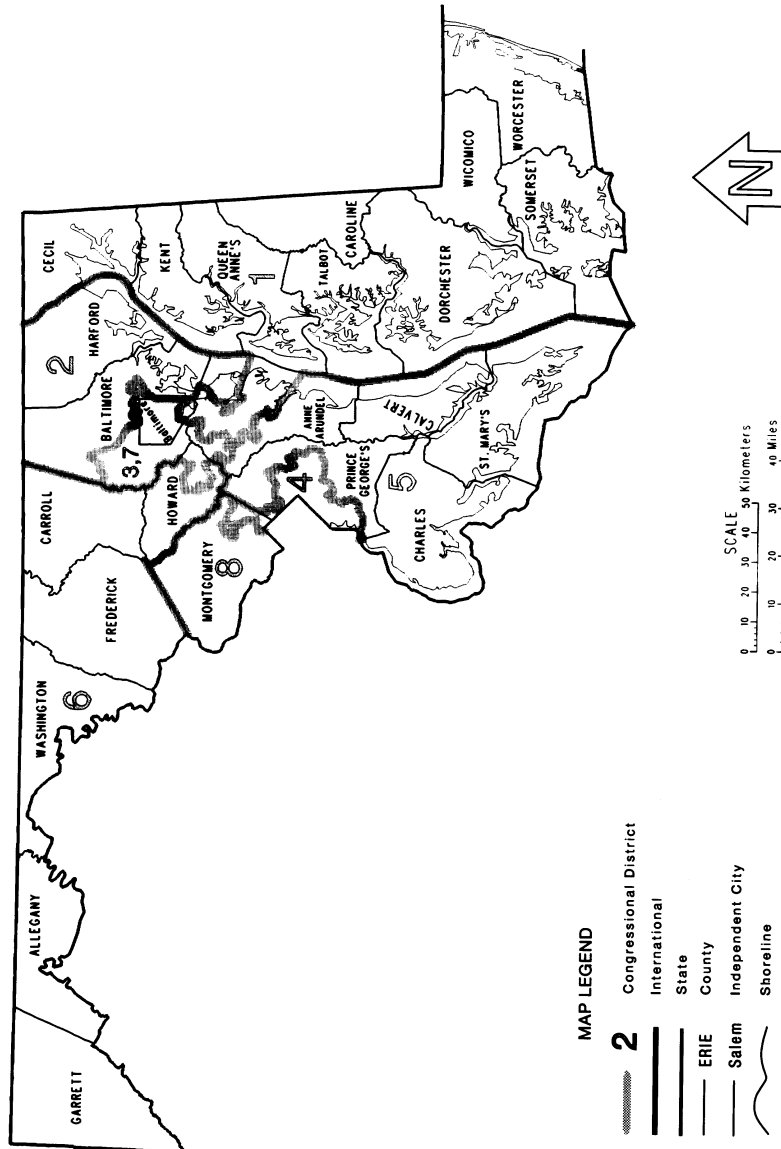 GARRETT
ALLEGANY
WASHINGTON
6
FREDERICK
CARROLL
MONTGOMERY
8
HOWARD
BALTIMORE
3,7
Baltimore
HARFORD
2
CECIL
KENT
QUEEN
ANNE'S
1
TALBOT
CAROLINE
ANNE
ARUNDEL
PRINCE
GEORGE'S
4
5
CALVERT
CHARLES
ST. MARY'S
DORCHESTER
WICOMICO
SOMERSET
WORCESTER
N
SCALE
0 10 20 30 40 50 Kilometers
0 10 20 30 40 Miles
MAP LEGEND
2 Congressional District
International
State
ERIE County
Salem Independent City
Shoreline